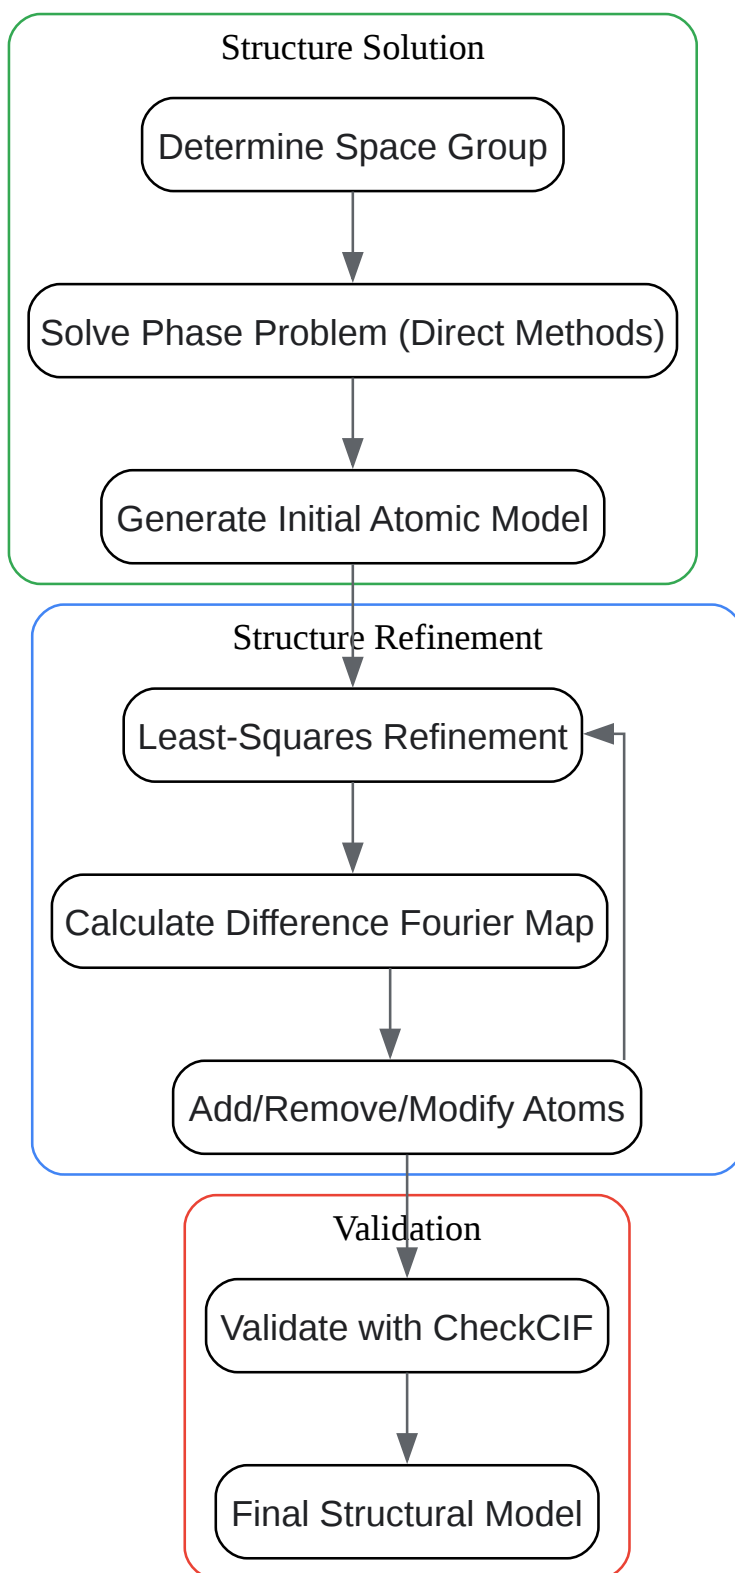 Structure Solution
Determine Space Group
Solve Phase Problem (Direct Methods)
Generate Initial Atomic Model
Structure Refinement
Least-Squares Refinement
Calculate Difference Fourier Map
Add/Remove/Modify Atoms
Validation
Validate with CheckCIF
Final Structural Model